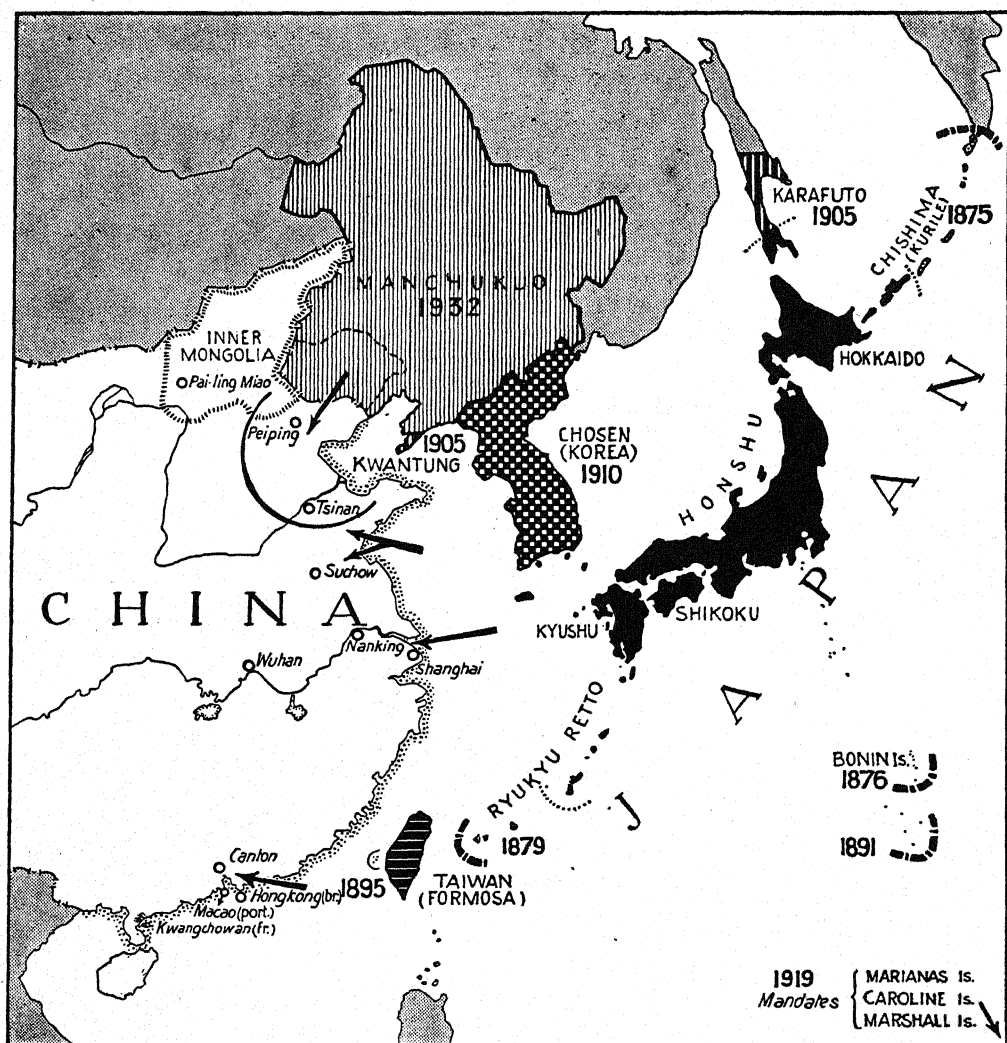 KARAFUTO
1905
CHISHIMA
(KURILE)
1875
MANCHUKUO
1932
INNER
MONGOLIA
Pai-ling Miao
HOKKAIDO
Peiping
1905
KWANTUNG
CHOSEN
(KOREA)
1910
HONSHU
Tsinan
Suchow
CHINA
JAPAN
SHIKOKU
KYUSHU
Nanking
Shanghai
Wuhan
RYUKYU RETTO
BONIN Is.
1876
1891
1879
Canton
1895
TAIWAN
(FORMOSA)
Hongkong (br.)
Macao (port.)
Kwangchowan (fr.)
1919
Mandates
MARIANAS Is.
CAROLINE Is.
MARSHALL Is.